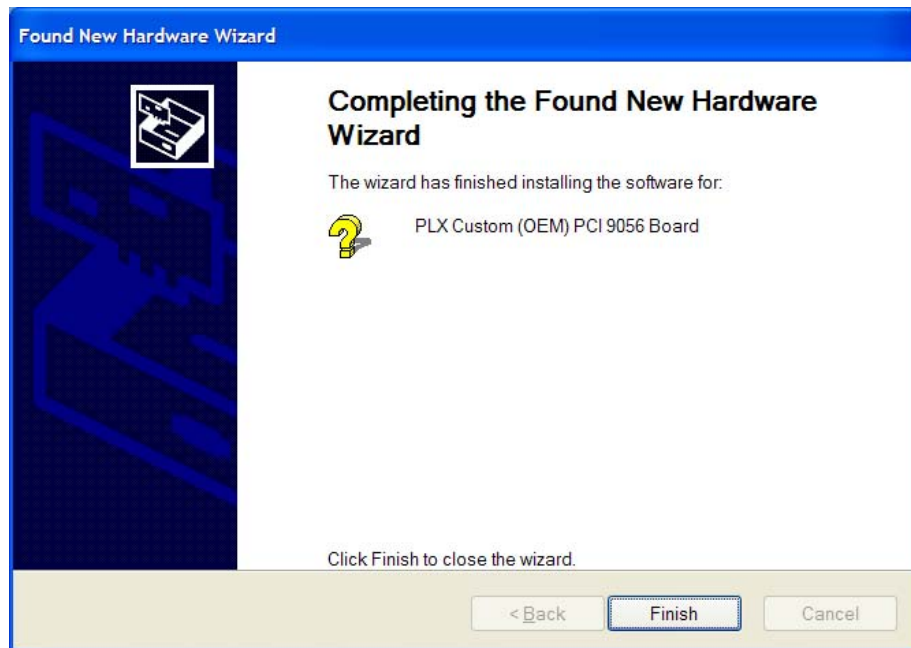 Found New Hardware Wizard
Completing the Found New Hardware
Wizard
The wizard has finished installing the software for:
PLX Custom (OEM) PCI 9056 Board
Click Finish to close the wizard.
< Back
Finish
Cancel